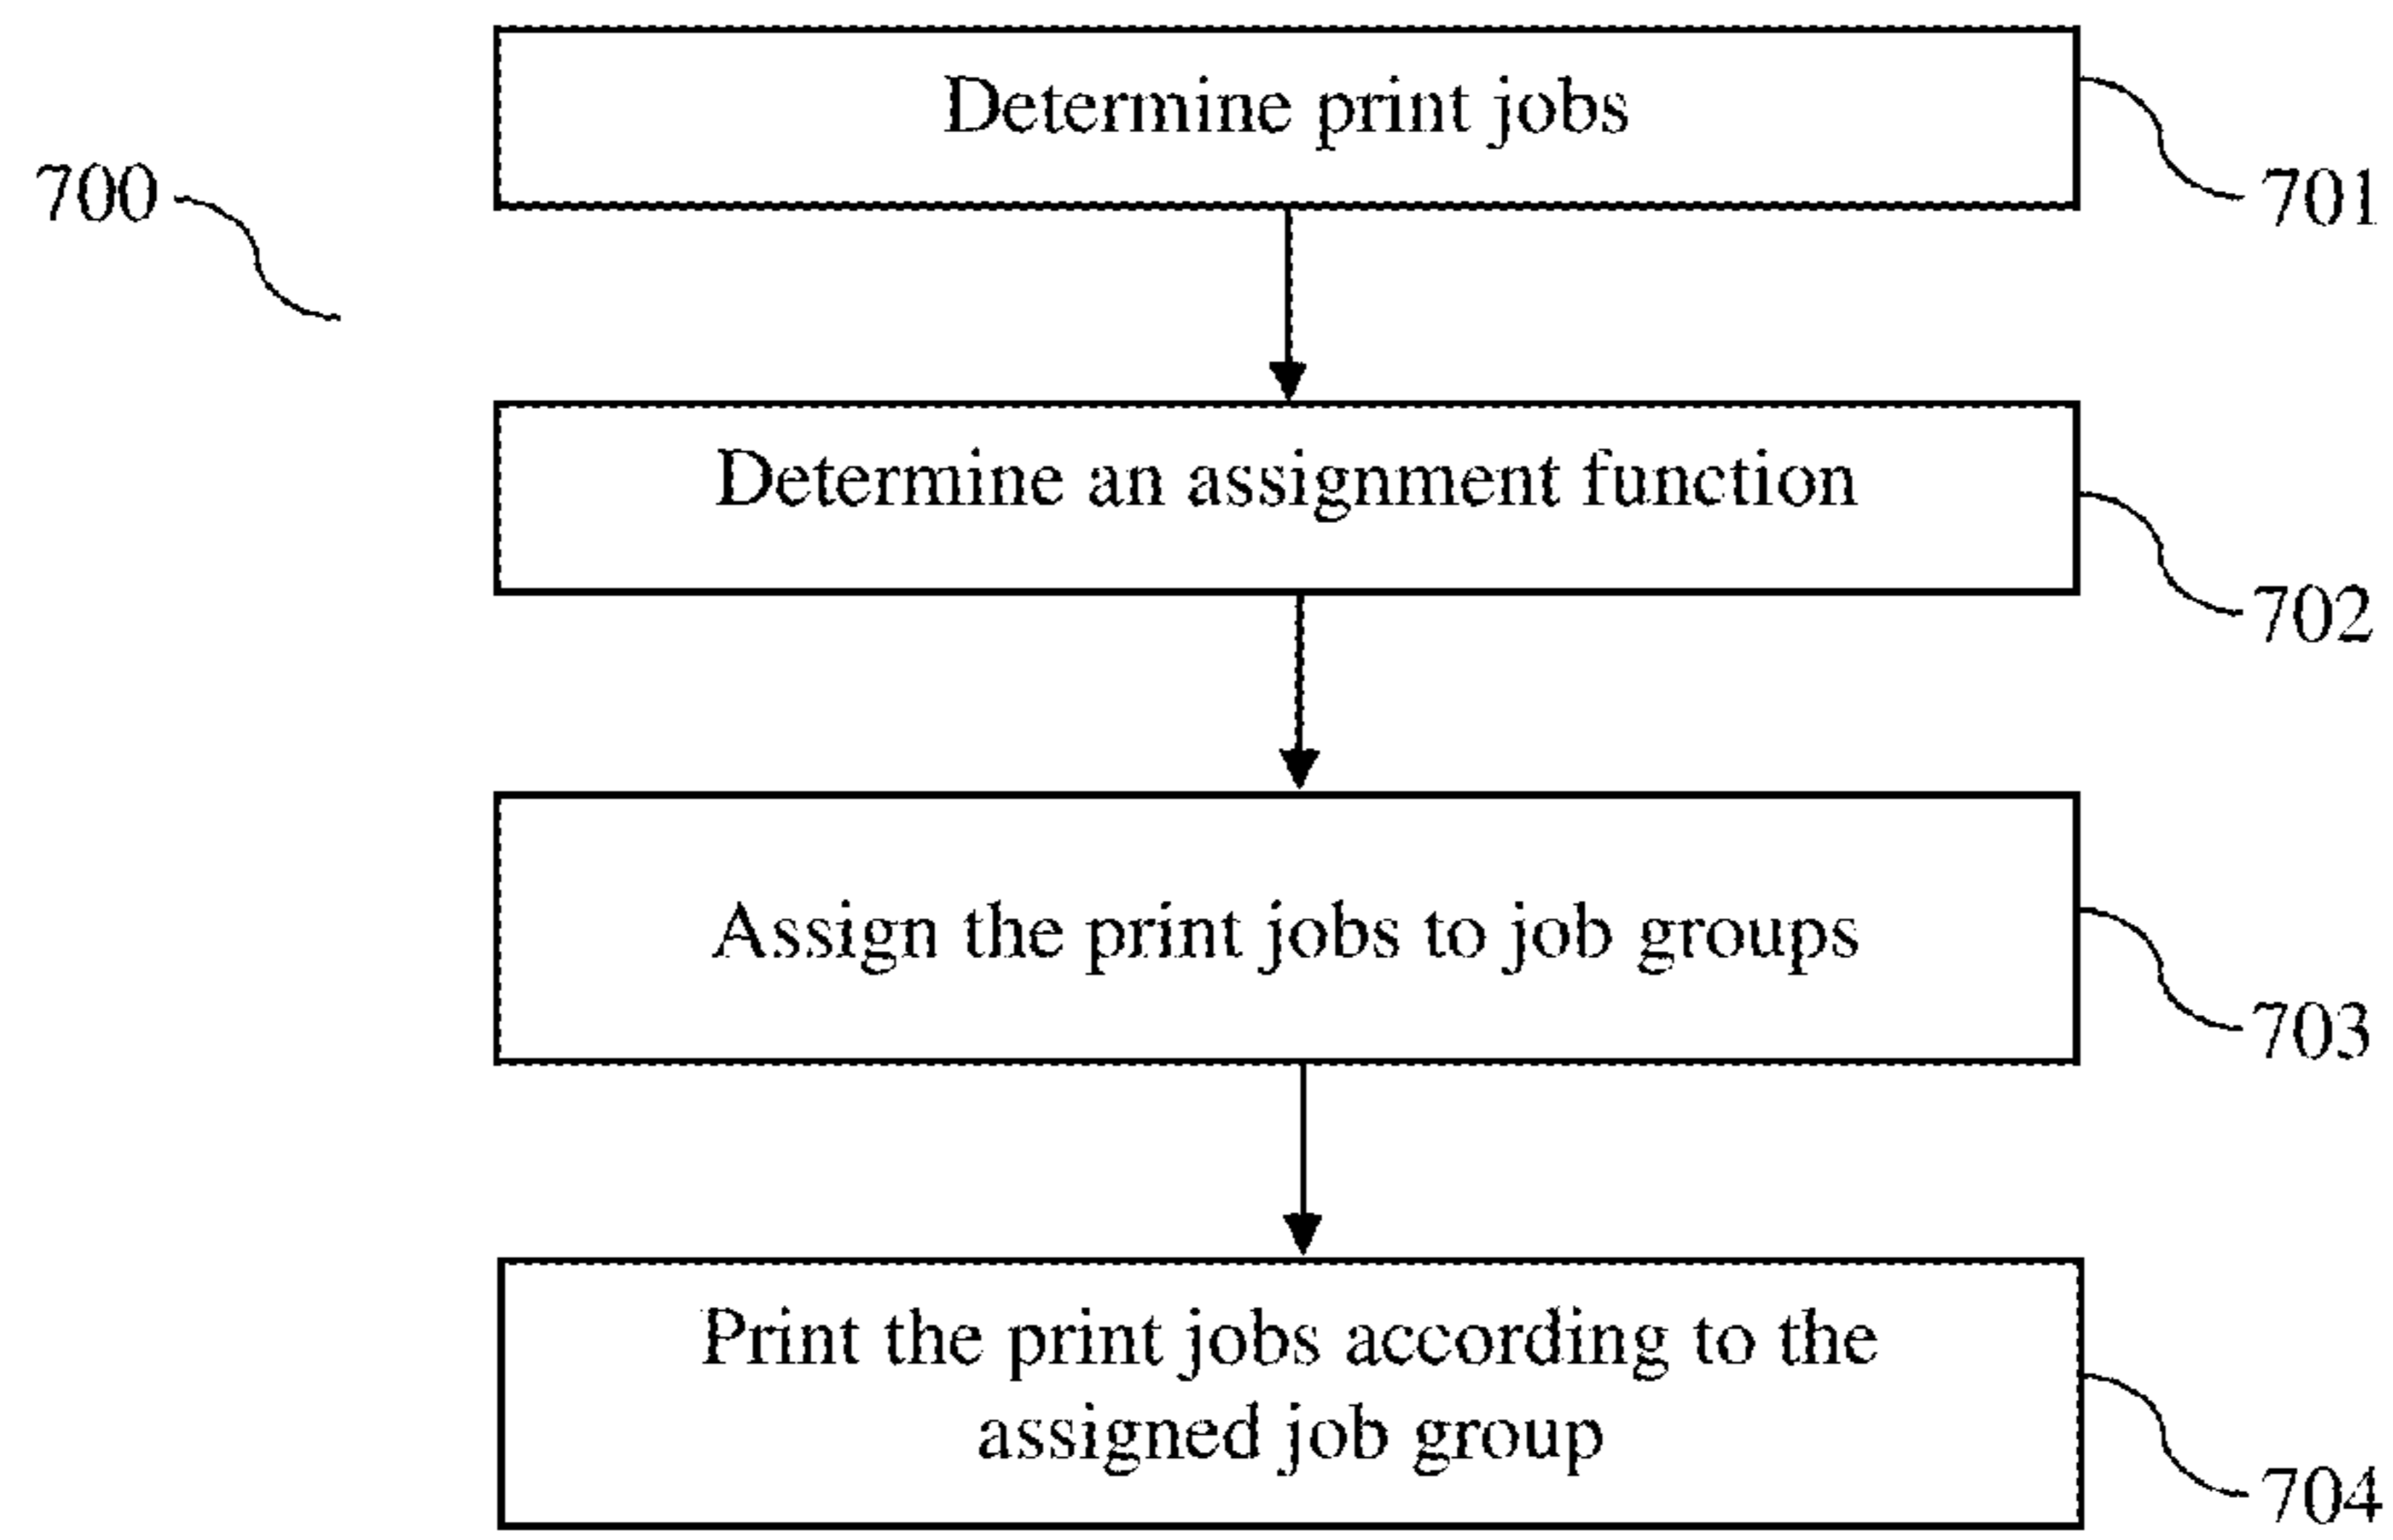 Determine print jobs
700
701
Determine an assignment function
702
Assign the print jobs to job groups
703
Print the print jobs according to the
assigned job group
704